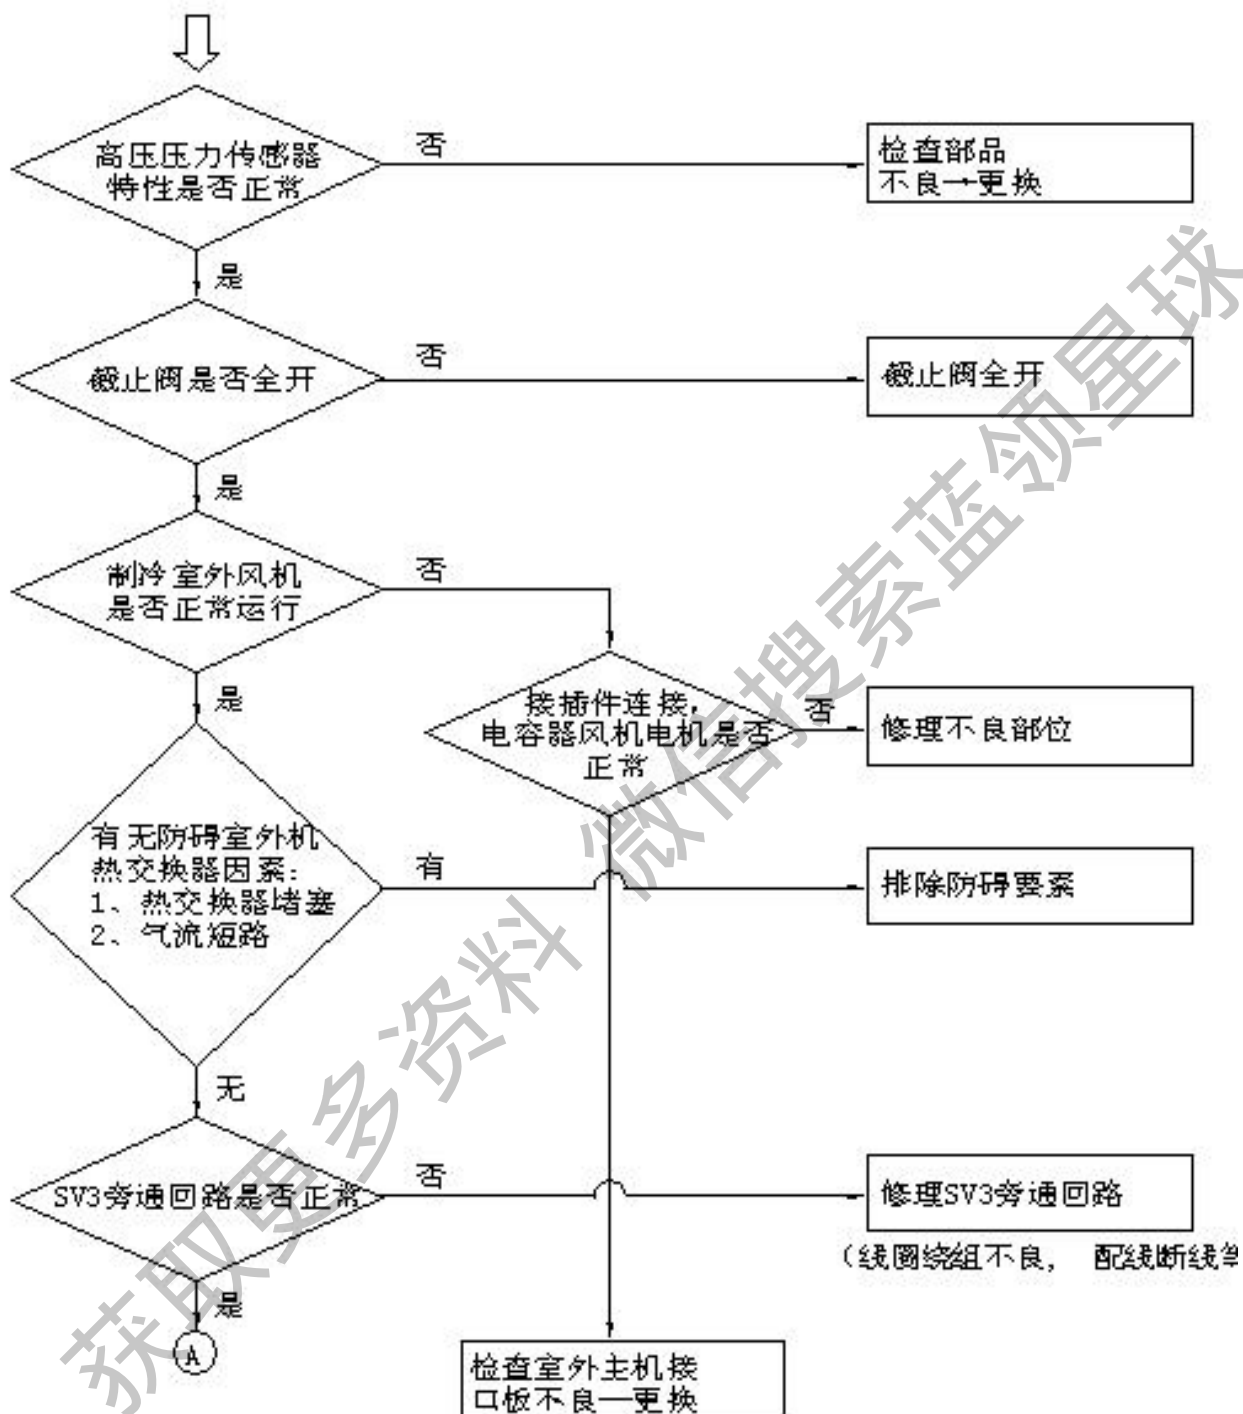 高压压力传感器
特性是否正常
否
检查部品
不良→更换
是
截止阀是否全开
否
截止阀全开
是
制冷室外风机
是否正常运行
否
是
接插件连接，
电容器风机电机是否
正常
否
修理不良部位
有无防碍室外机
热交换器因素：
1、热交换器堵塞
2、气流短路
有
排除防碍要素
无
SV3旁通回路是否正常
否
修理SV3旁通回路
（线圈绕组不良， 配线断线等
是
A
检查室外主机接
口板不良—更换
获取更多资料 微信搜索蓝领星球